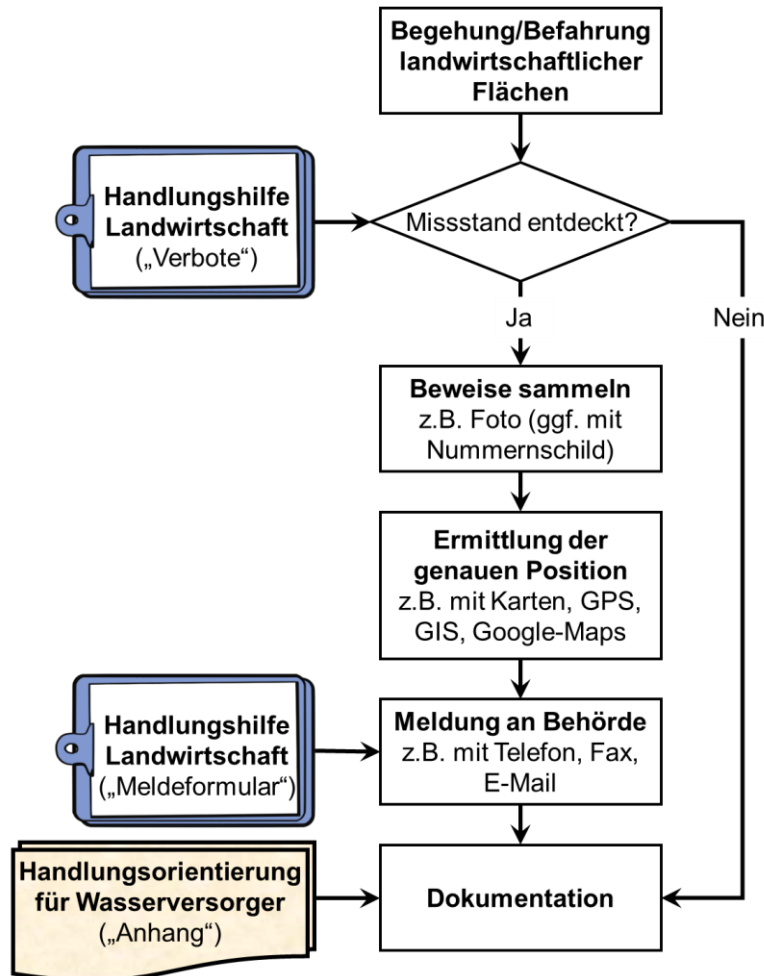 Begehung/Befahrung
landwirtschaftlicher
Flächen
Handlungshilfe
Landwirtschaft
(„Verbote“)
Missstand entdeckt?
Ja
Nein
Beweise sammeln
z.B. Foto (ggf. mit
Nummernschild)
Ermittlung der
genauen Position
z.B. mit Karten, GPS,
GIS, Google-Maps
Handlungshilfe
Landwirtschaft
(„Meldeformular“)
Meldung an Behörde
z.B. mit Telefon, Fax,
E-Mail
Handlungsorientierung
für Wasserversorger
(„Anhang“)
Dokumentation